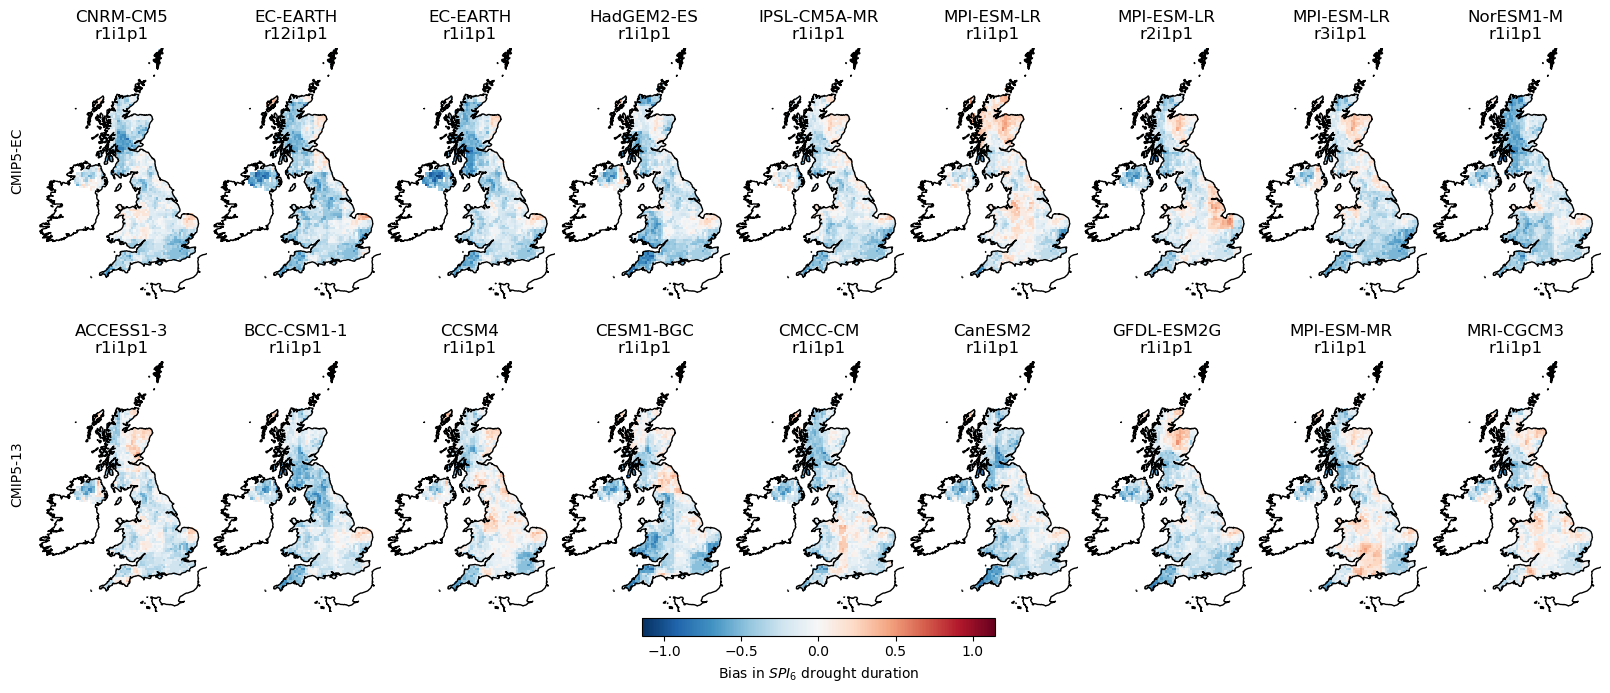 CNRM-CM5
r1i1p1
EC-EARTH
r12i1p1
EC-EARTH
r1i1p1
HadGEM2-ES
r1i1p1
IPSL-CM5A-MR
r1i1p1
MPI-ESM-LR
r1i1p1
MPI-ESM-LR
r2i1p1
MPI-ESM-LR
r3i1p1
NorESM1-M
r1i1p1
CMIP5-EC
ACCESS1-3
r1i1p1
BCC-CSM1-1
r1i1p1
CCSM4
r1i1p1
CESM1-BGC
r1i1p1
CMCC-CM
r1i1p1
CanESM2
r1i1p1
GFDL-ESM2G
r1i1p1
MPI-ESM-MR
r1i1p1
MRI-CGCM3
r1i1p1
CMIP5-13
−1.0 −0.5 0.0 0.5 1.0
Bias in SPI₆ drought duration